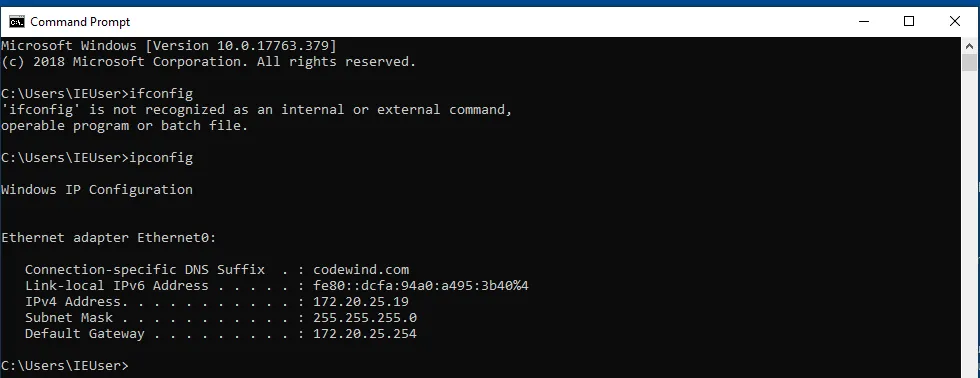 Command Prompt
Microsoft Windows [Version 10.0.17763.379]
(c) 2018 Microsoft Corporation. All rights reserved.
C:\Users\IEUser>ifconfig
'ifconfig' is not recognized as an internal or external command,
operable program or batch file.
C:\Users\IEUser>ipconfig
Windows IP Configuration
Ethernet adapter Ethernet0:
Connection-specific DNS Suffix  . : codewind.com
Link-local IPv6 Address . . . . . : fe80::dcfa:94a0:a495:3b40%4
IPv4 Address. . . . . . . . . . . : 172.20.25.19
Subnet Mask . . . . . . . . . . . : 255.255.255.0
Default Gateway . . . . . . . . . : 172.20.25.254
C:\Users\IEUser>